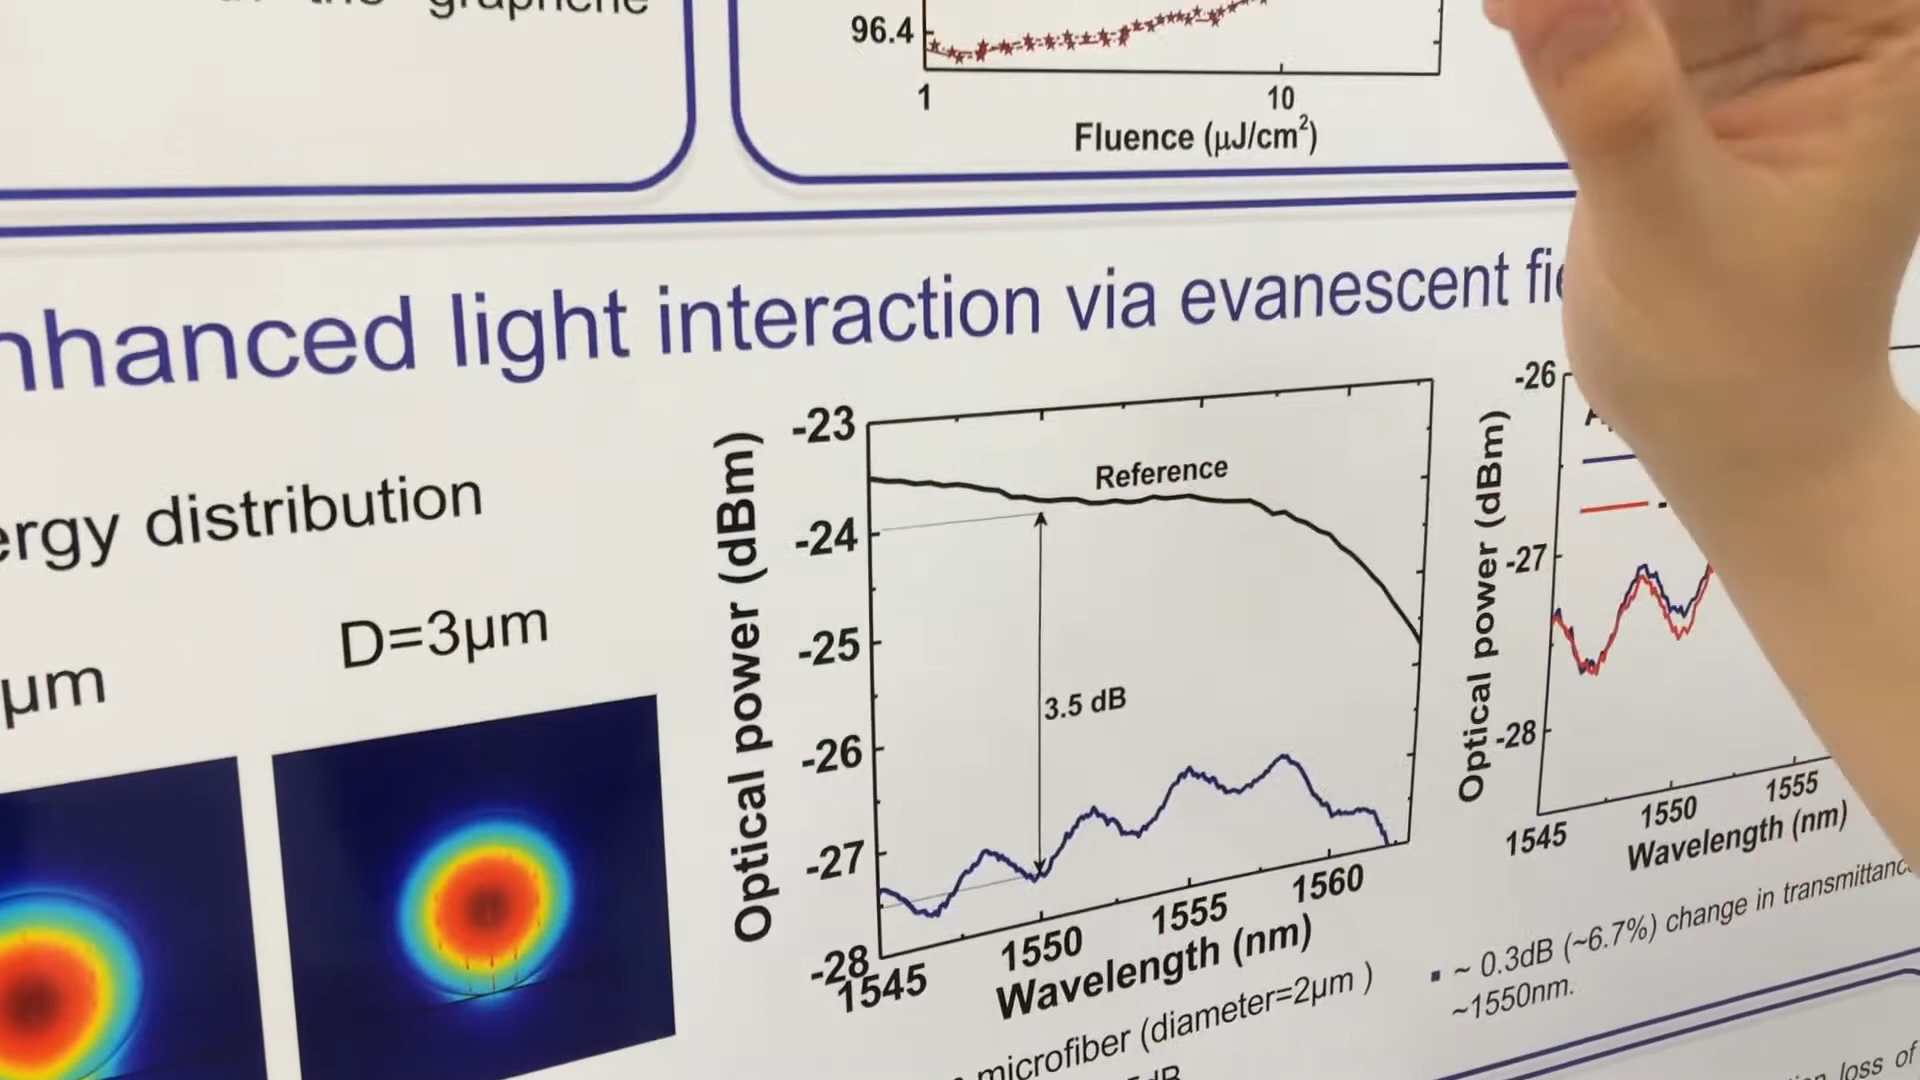 graphene
96.4
1
10
Fluence (µJ/cm²)
nhanced light interaction via evanescent fie
ergy distribution
µm
D=3µm
-23
-24
-25
-26
-27
-28
Optical power (dBm)
Reference
3.5 dB
1545
1550
1555
1560
Wavelength (nm)
microfiber (diameter=2µm )
-26
-27
-28
Optical power (dBm)
1545
1550
1555
Wavelength (nm)
▪ ~ 0.3dB (~6.7%) change in transmittanc
~1550nm.
loss of